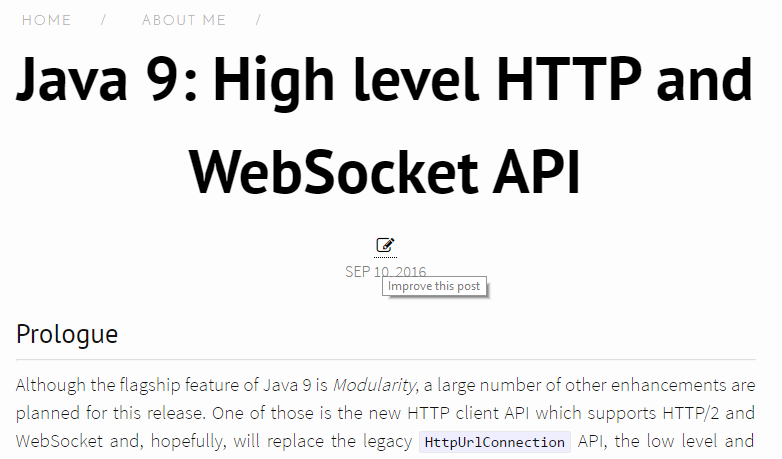 HOME / ABOUT ME /
Java 9: High level HTTP and
WebSocket API
SEP 10, 2016
Improve this post
Prologue
Although the flagship feature of Java 9 is Modularity, a large number of other enhancements are
planned for this release. One of those is the new HTTP client API which supports HTTP/2 and
WebSocket and, hopefully, will replace the legacy HttpUrlConnection API, the low level and